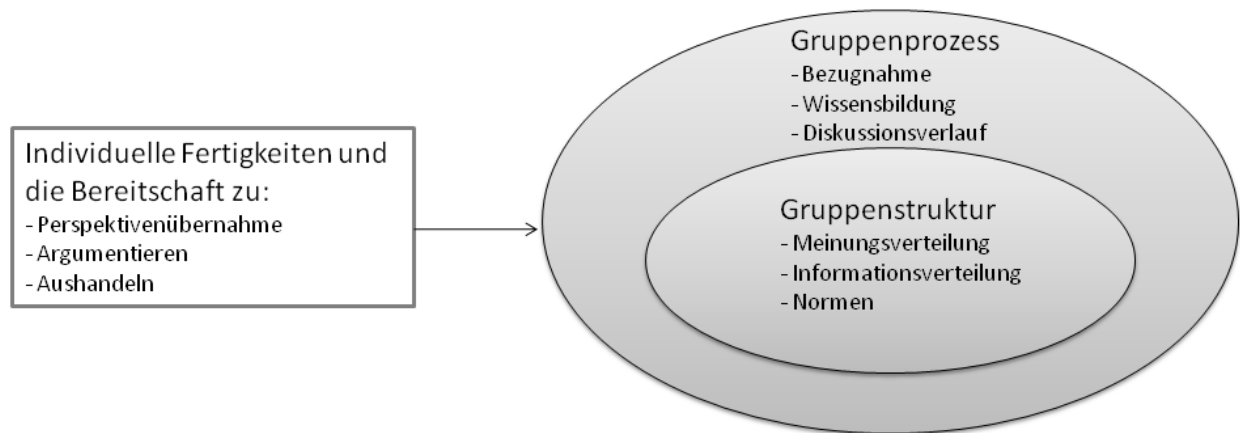 Individuelle Fertigkeiten und
die Bereitschaft zu:
- Perspektivenübernahme
- Argumentieren
- Aushandeln
Gruppenprozess
- Bezugnahme
- Wissensbildung
- Diskussionsverlauf
Gruppenstruktur
- Meinungsverteilung
- Informationsverteilung
- Normen